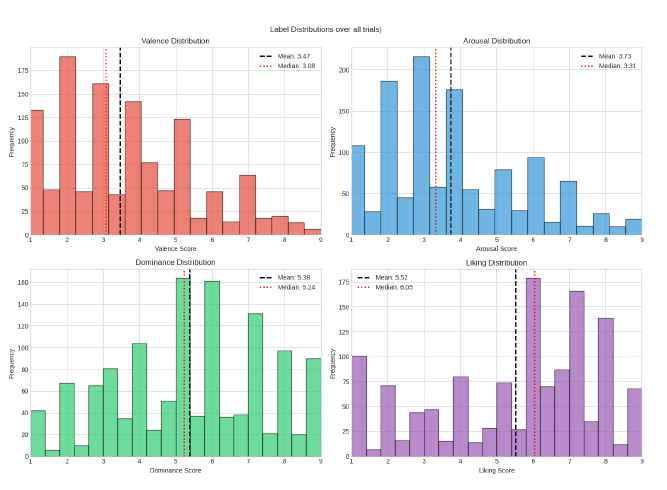 Label Distributions over all trials)
Valence Distribution
Mean: 3.47
Median: 3.08
Frequency
175
150
125
100
75
50
25
0
1 2 3 4 5 6 7 8 9
Valence Score
Arousal Distribution
Mean: 3.73
Median: 3.31
Frequency
200
150
100
50
0
1 2 3 4 5 6 7 8 9
Arousal Score
Dominance Distribution
Mean: 5.38
Median: 5.24
Frequency
160
140
120
100
80
60
40
20
0
1 2 3 4 5 6 7 8 9
Dominance Score
Liking Distribution
Mean: 5.52
Median: 6.05
Frequency
175
150
125
100
75
50
25
0
1 2 3 4 5 6 7 8 9
Liking Score